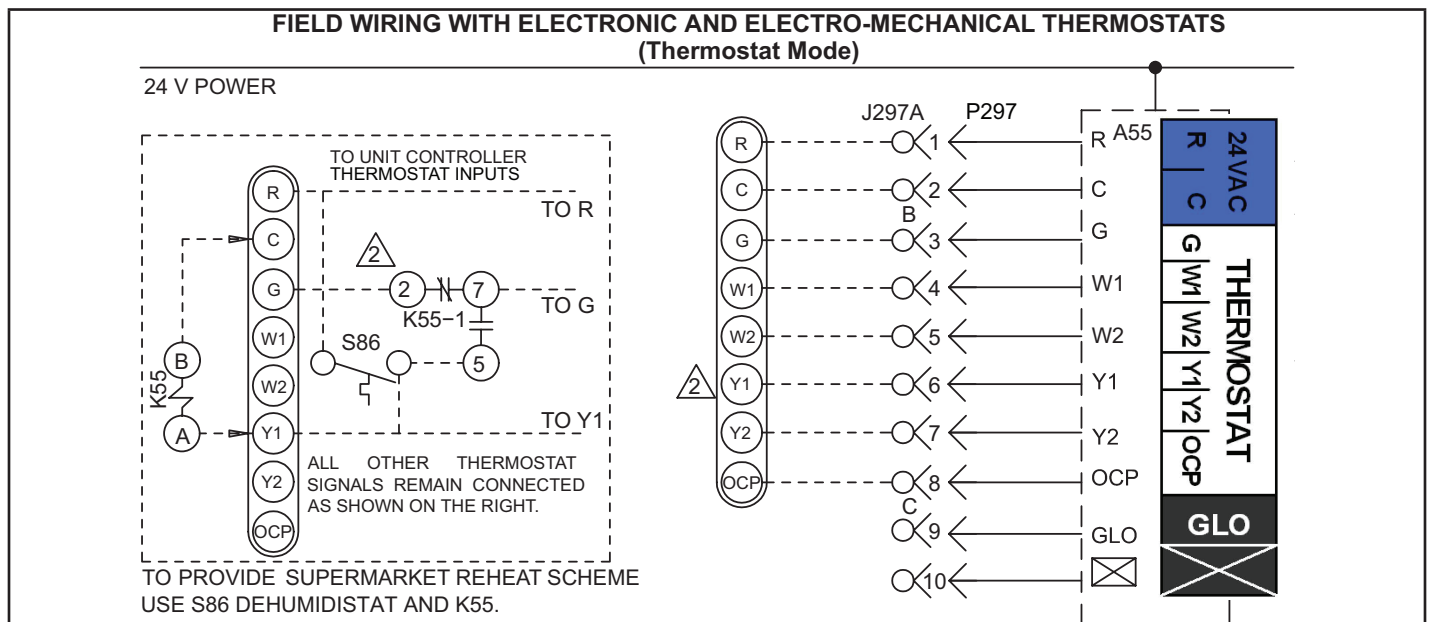 FIELD WIRING WITH ELECTRONIC AND ELECTRO-MECHANICAL THERMOSTATS
(Thermostat Mode)
24 V POWER
TO UNIT CONTROLLER
THERMOSTAT INPUTS
R
TO R
C
2
G
2
7
TO G
K55-1
W1
S86
5
B
W2
K55
A
Y1
TO Y1
ALL OTHER THERMOSTAT
SIGNALS REMAIN CONNECTED
AS SHOWN ON THE RIGHT.
Y2
OCP
TO PROVIDE SUPERMARKET REHEAT SCHEME
USE S86 DEHUMIDISTAT AND K55.
J297A P297
R 1 R A55
C 2 C
B
G 3 G
W1 4 W1
W2 5 W2
2 Y1 6 Y1
Y2 7 Y2
OCP 8 OCP
C
9 GLO
10
24VAC
R C
THERMOSTAT
G W1 W2 Y1 Y2 OCP
GLO